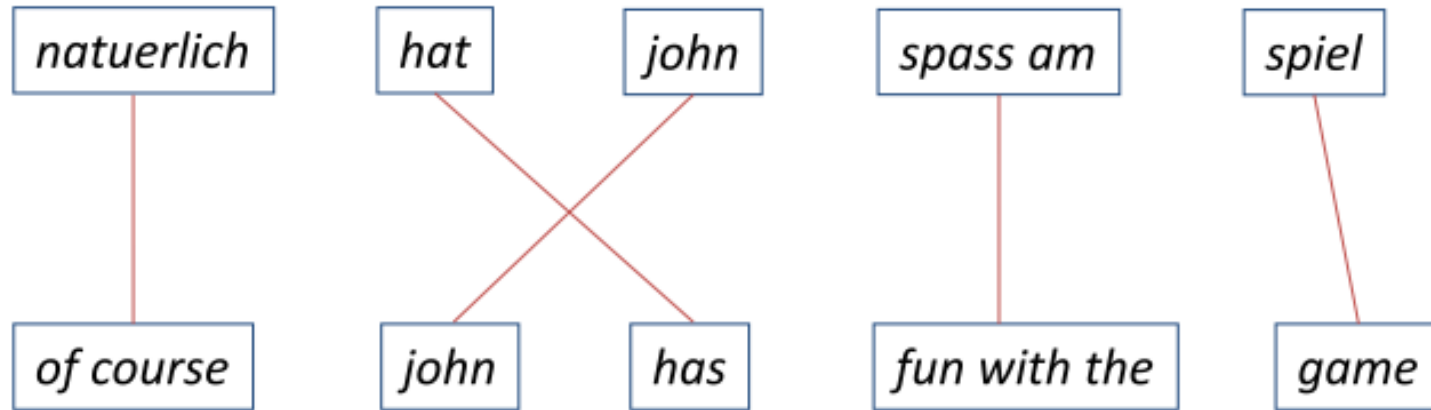 natuerlich hat john spass am spiel
of course john has fun with the game